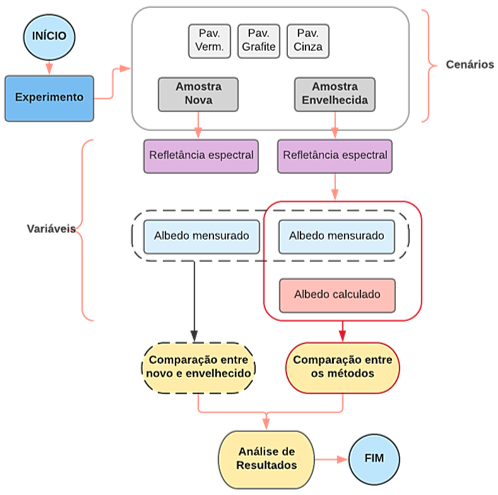 INÍCIO
Experimento
Pav.
Verm.
Pav.
Grafite
Pav.
Cinza
Cenários
Amostra
Nova
Amostra
Envelhecida
Refletância espectral
Refletância espectral
Variáveis
Albedo mensurado
Albedo mensurado
Albedo calculado
Comparação entre
novo e envelhecido
Comparação entre
os métodos
Análise de
Resultados
FIM